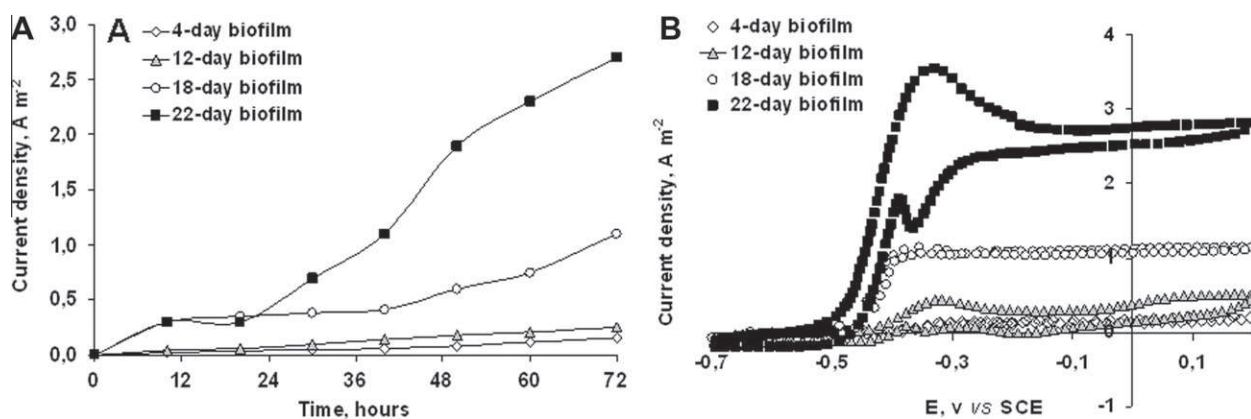 A
A
3,0
2,5
2,0
1,5
1,0
0,5
0,0
Current density, A m-2
4-day biofilm
12-day biofilm
18-day biofilm
22-day biofilm
0 12 24 36 48 60 72
Time, hours
B
4-day biofilm
12-day biofilm
18-day biofilm
22-day biofilm
4
3
2
1
0
-1
Current density, A m-2
-0,7 -0,5 -0,3 -0,1 0,1
E, v vs SCE